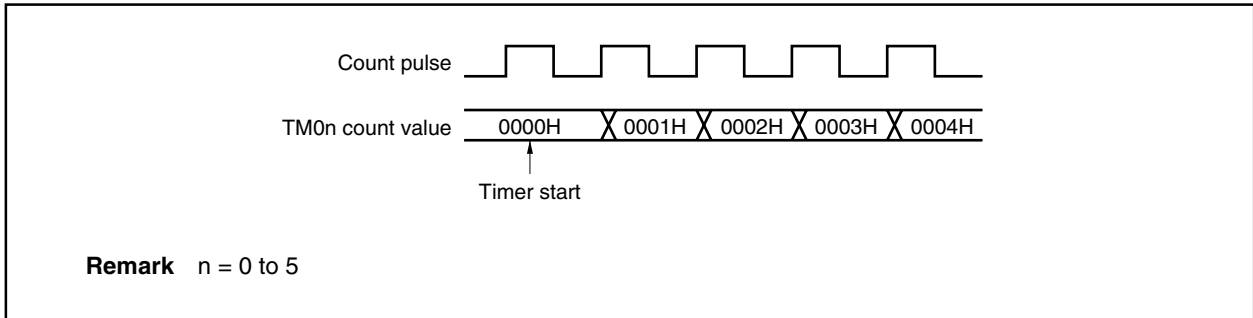 Count pulse
TM0n count value 0000H 0001H 0002H 0003H 0004H
Timer start
Remark n = 0 to 5